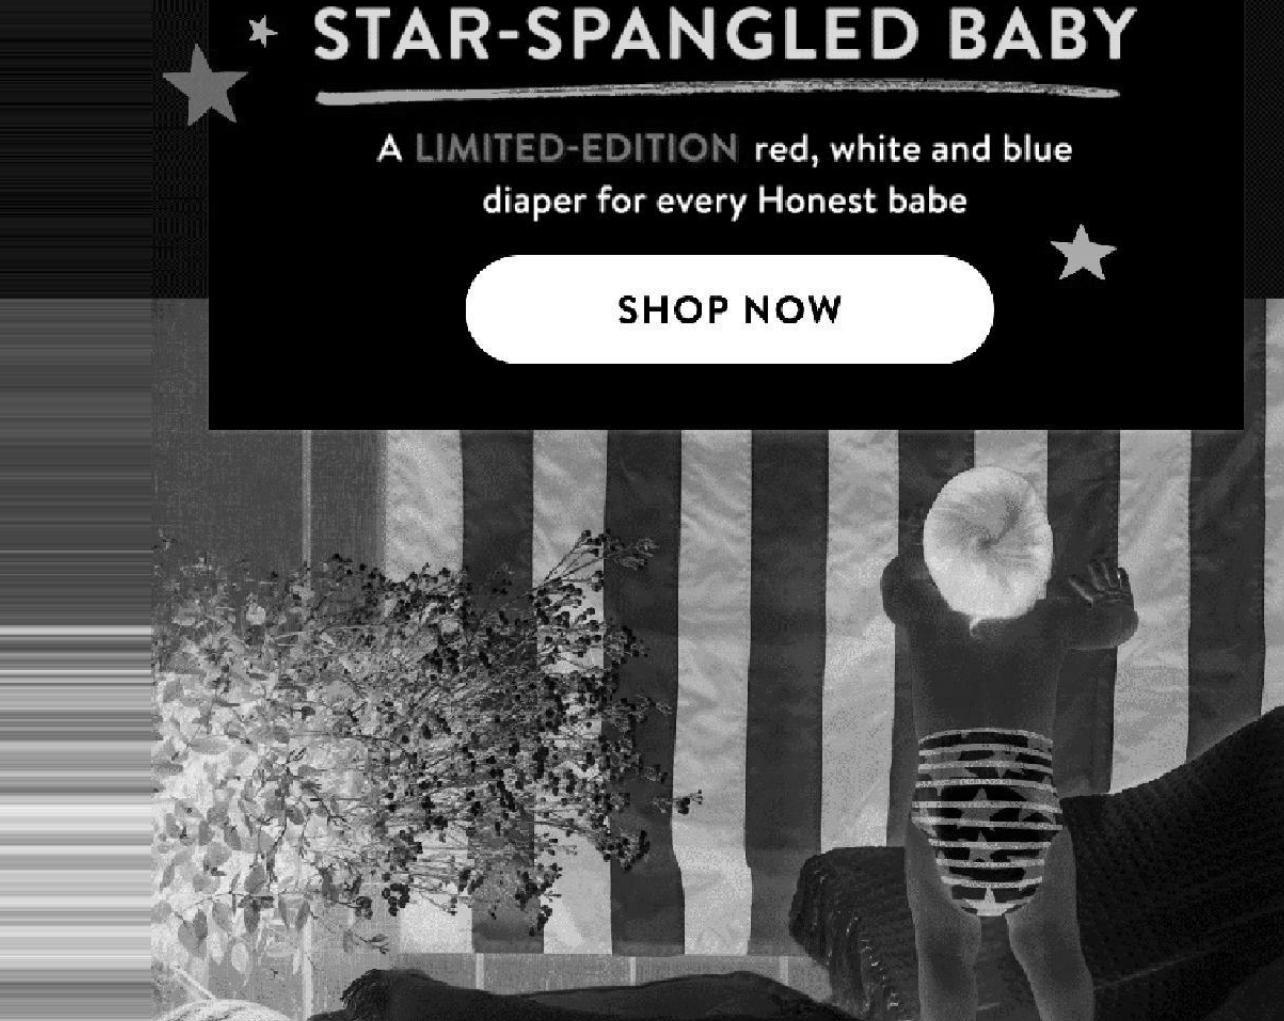 STAR-SPANGLED BABY
A LIMITED-EDITION red, white and blue
diaper for every Honest babe
SHOP NOW